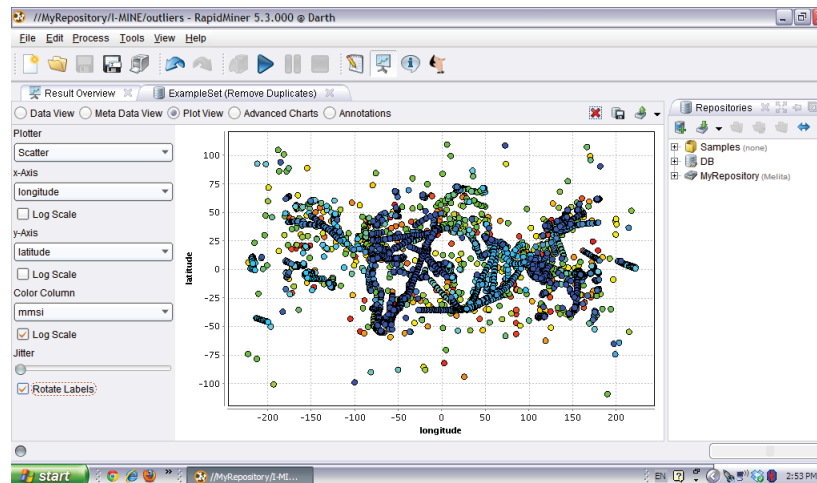 //MyRepository/I-MINE/outliers - RapidMiner 5.3.000 @ Darth
File Edit Process Tools View Help
Result Overview
ExampleSet (Remove Duplicates)
Data View Meta Data View Plot View Advanced Charts Annotations
Plotter
Scatter
x-Axis
longitude
Log Scale
y-Axis
latitude
Log Scale
Color Column
mmsi
Log Scale
Jitter
Rotate Labels
latitude
100
75
50
25
0
-25
-50
-75
-100
-200 -150 -100 -50 0 50 100 150 200
longitude
Repositories
Samples (none)
DB
MyRepository (Melita)
start
»
//MyRepository/I-MI...
EN
2:53 PM